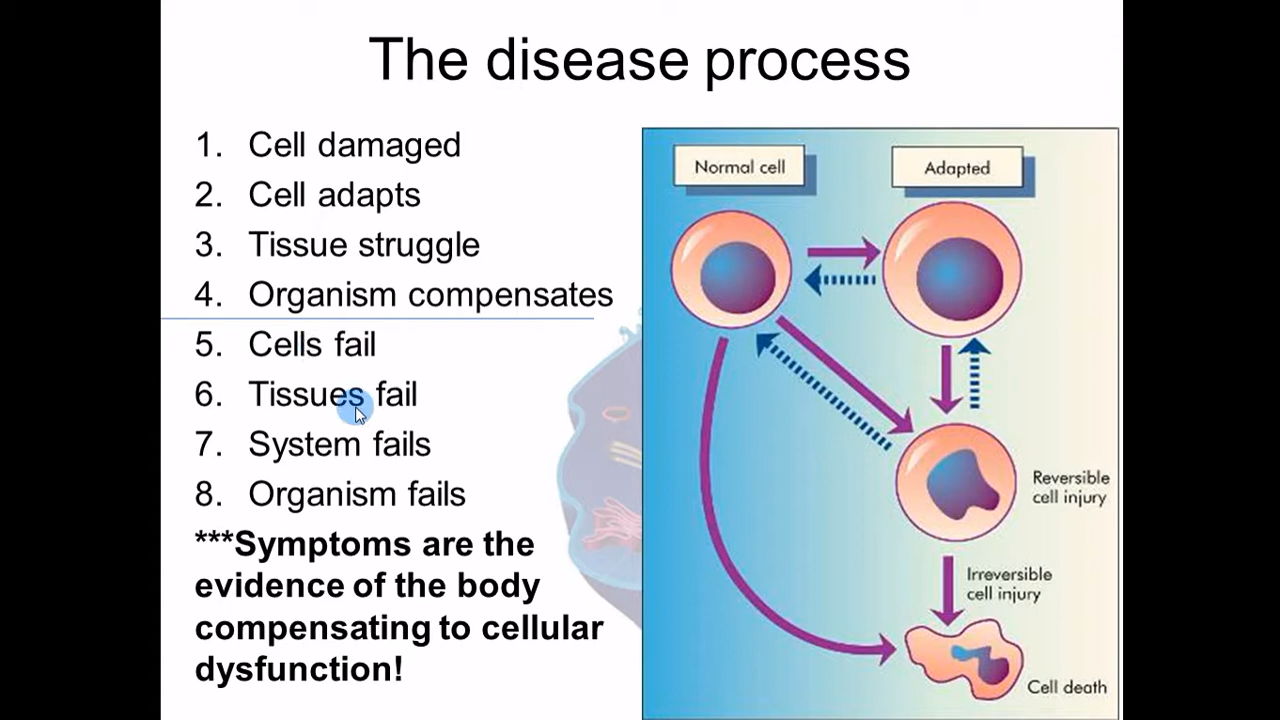 The disease process
1. Cell damaged
2. Cell adapts
3. Tissue struggle
4. Organism compensates
5. Cells fail
6. Tissues fail
7. System fails
8. Organism fails
***Symptoms are the
evidence of the body
compensating to cellular
dysfunction!
Normal cell
Adapted
Reversible
cell injury
Irreversible
cell injury
Cell death